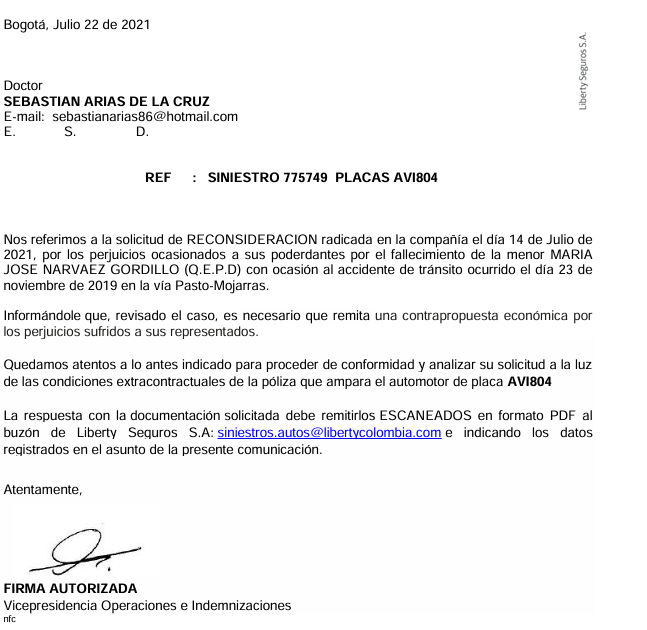 Bogotá, Julio 22 de 2021
Liberty Seguros S.A.
Doctor
SEBASTIAN ARIAS DE LA CRUZ
E-mail: sebastianarias86@hotmail.com
E. S. D.
REF : SINIESTRO 775749 PLACAS AVI804
Nos referimos a la solicitud de RECONSIDERACION radicada en la compañía el día 14 de Julio de
2021, por los perjuicios ocasionados a sus poderdantes por el fallecimiento de la menor MARIA
JOSE NARVAEZ GORDILLO (Q.E.P.D) con ocasión al accidente de tránsito ocurrido el día 23 de
noviembre de 2019 en la vía Pasto-Mojarras.
Informándole que, revisado el caso, es necesario que remita una contrapropuesta económica por
los perjuicios sufridos a sus representados.
Quedamos atentos a lo antes indicado para proceder de conformidad y analizar su solicitud a la luz
de las condiciones extracontractuales de la póliza que ampara el automotor de placa AVI804
La respuesta con la documentación solicitada debe remitirlos ESCANEADOS en formato PDF al
buzón de Liberty Seguros S.A: siniestros.autos@libertycolombia.com e indicando los datos
registrados en el asunto de la presente comunicación.
Atentamente,
FIRMA AUTORIZADA
Vicepresidencia Operaciones e Indemnizaciones
nfc